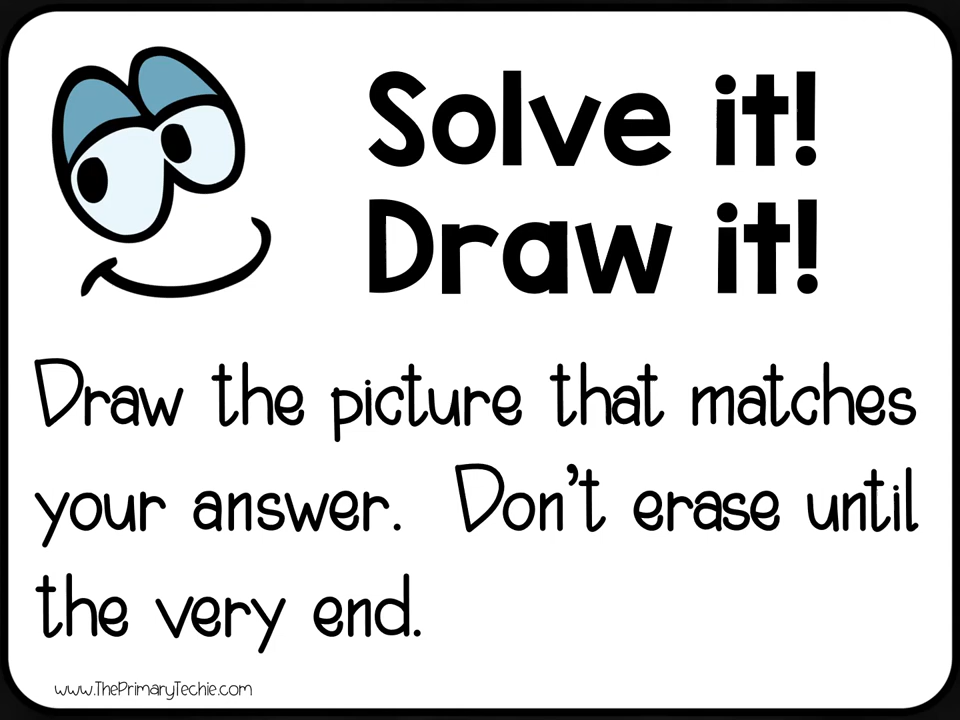 Solve it!
Draw it!
Draw the picture that matches
your answer. Don't erase until
the very end.
www.ThePrimaryTechie.com